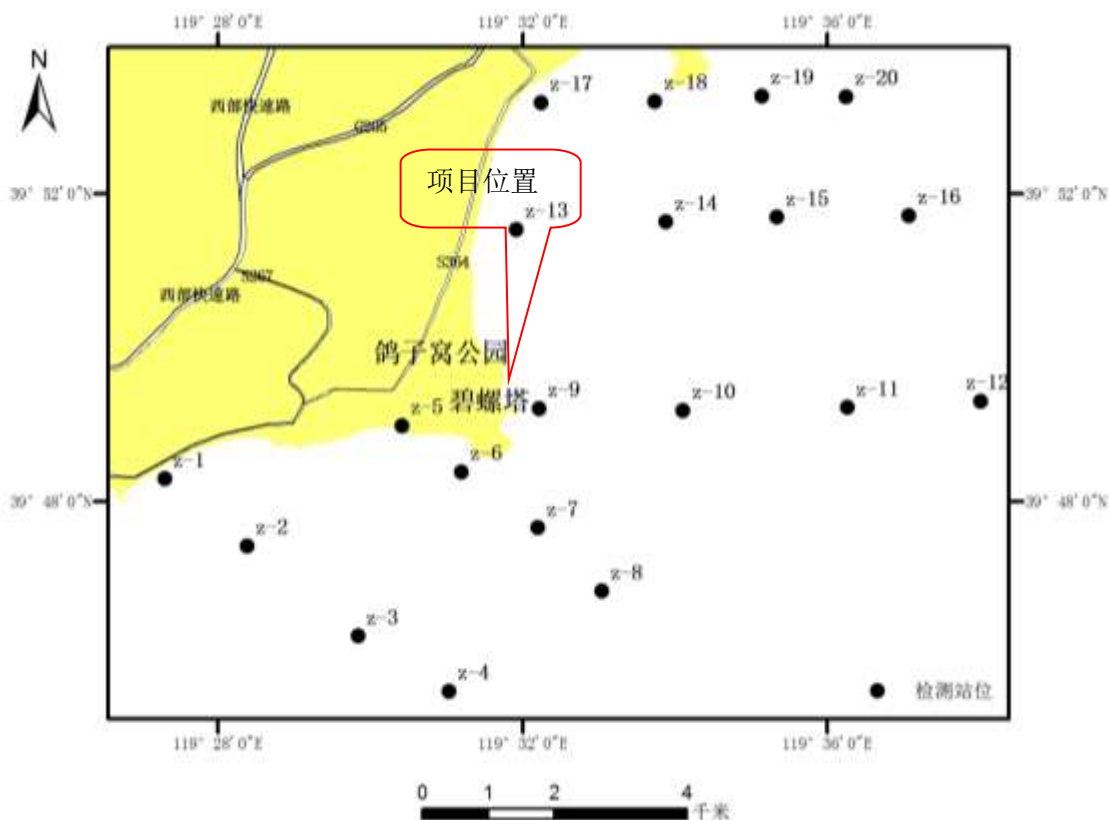 119° 28′0″E
119° 32′0″E
119° 36′0″E
N
z-17
z-18
z-19
z-20
西部快速路
G205
39° 52′0″N
39° 52′0″N
项目位置
z-13
z-14
z-15
z-16
S364
S267
西部快速路
鸽子窝公园
z-5
碧螺塔
z-9
z-10
z-11
z-12
z-6
z-1
39° 48′0″N
39° 48′0″N
z-7
z-2
z-8
z-3
z-4
检测站位
119° 28′0″E
119° 32′0″E
119° 36′0″E
0 1 2 4
千米